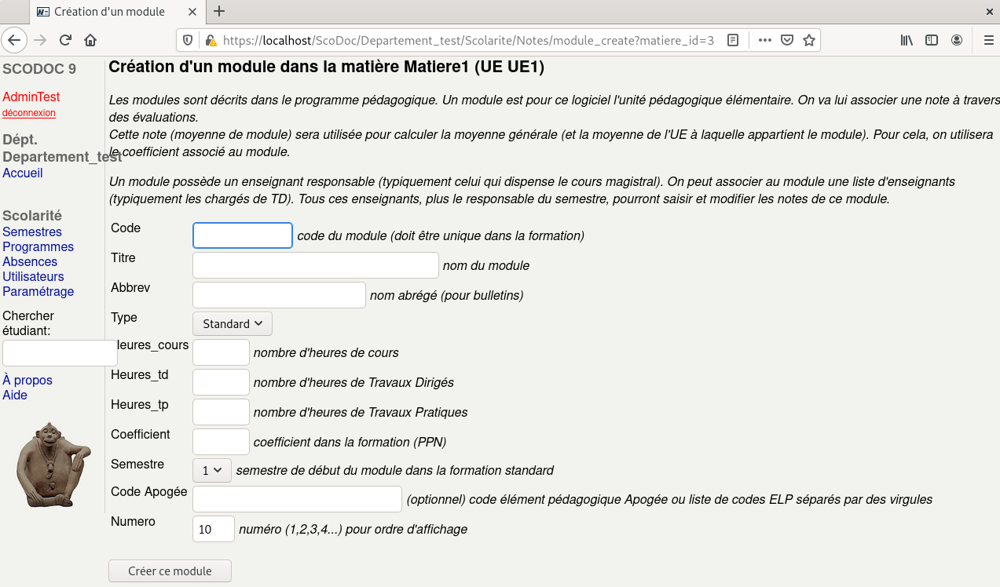 Création d'un module
https://localhost/ScoDoc/Departement_test/Scolarite/Notes/module_create?matiere_id=3
SCODOC 9
AdminTest
déconnexion
Dépt.
Departement_test
Accueil
Scolarité
Semestres
Programmes
Absences
Utilisateurs
Paramétrage
Chercher
étudiant:
À propos
Aide
Création d'un module dans la matière Matiere1 (UE UE1)
Les modules sont décrits dans le programme pédagogique. Un module est pour ce logiciel l'unité pédagogique élémentaire. On va lui associer une note à travers
des évaluations.
Cette note (moyenne de module) sera utilisée pour calculer la moyenne générale (et la moyenne de l'UE à laquelle appartient le module). Pour cela, on utilisera
le coefficient associé au module.
Un module possède un enseignant responsable (typiquement celui qui dispense le cours magistral). On peut associer au module une liste d'enseignants
(typiquement les chargés de TD). Tous ces enseignants, plus le responsable du semestre, pourront saisir et modifier les notes de ce module.
Code code du module (doit être unique dans la formation)
Titre nom du module
Abbrev nom abrégé (pour bulletins)
Type Standard
Heures_cours nombre d'heures de cours
Heures_td nombre d'heures de Travaux Dirigés
Heures_tp nombre d'heures de Travaux Pratiques
Coefficient coefficient dans la formation (PPN)
Semestre 1 semestre de début du module dans la formation standard
Code Apogée (optionnel) code élément pédagogique Apogée ou liste de codes ELP séparés par des virgules
Numero 10 numéro (1,2,3,4...) pour ordre d'affichage
Créer ce module